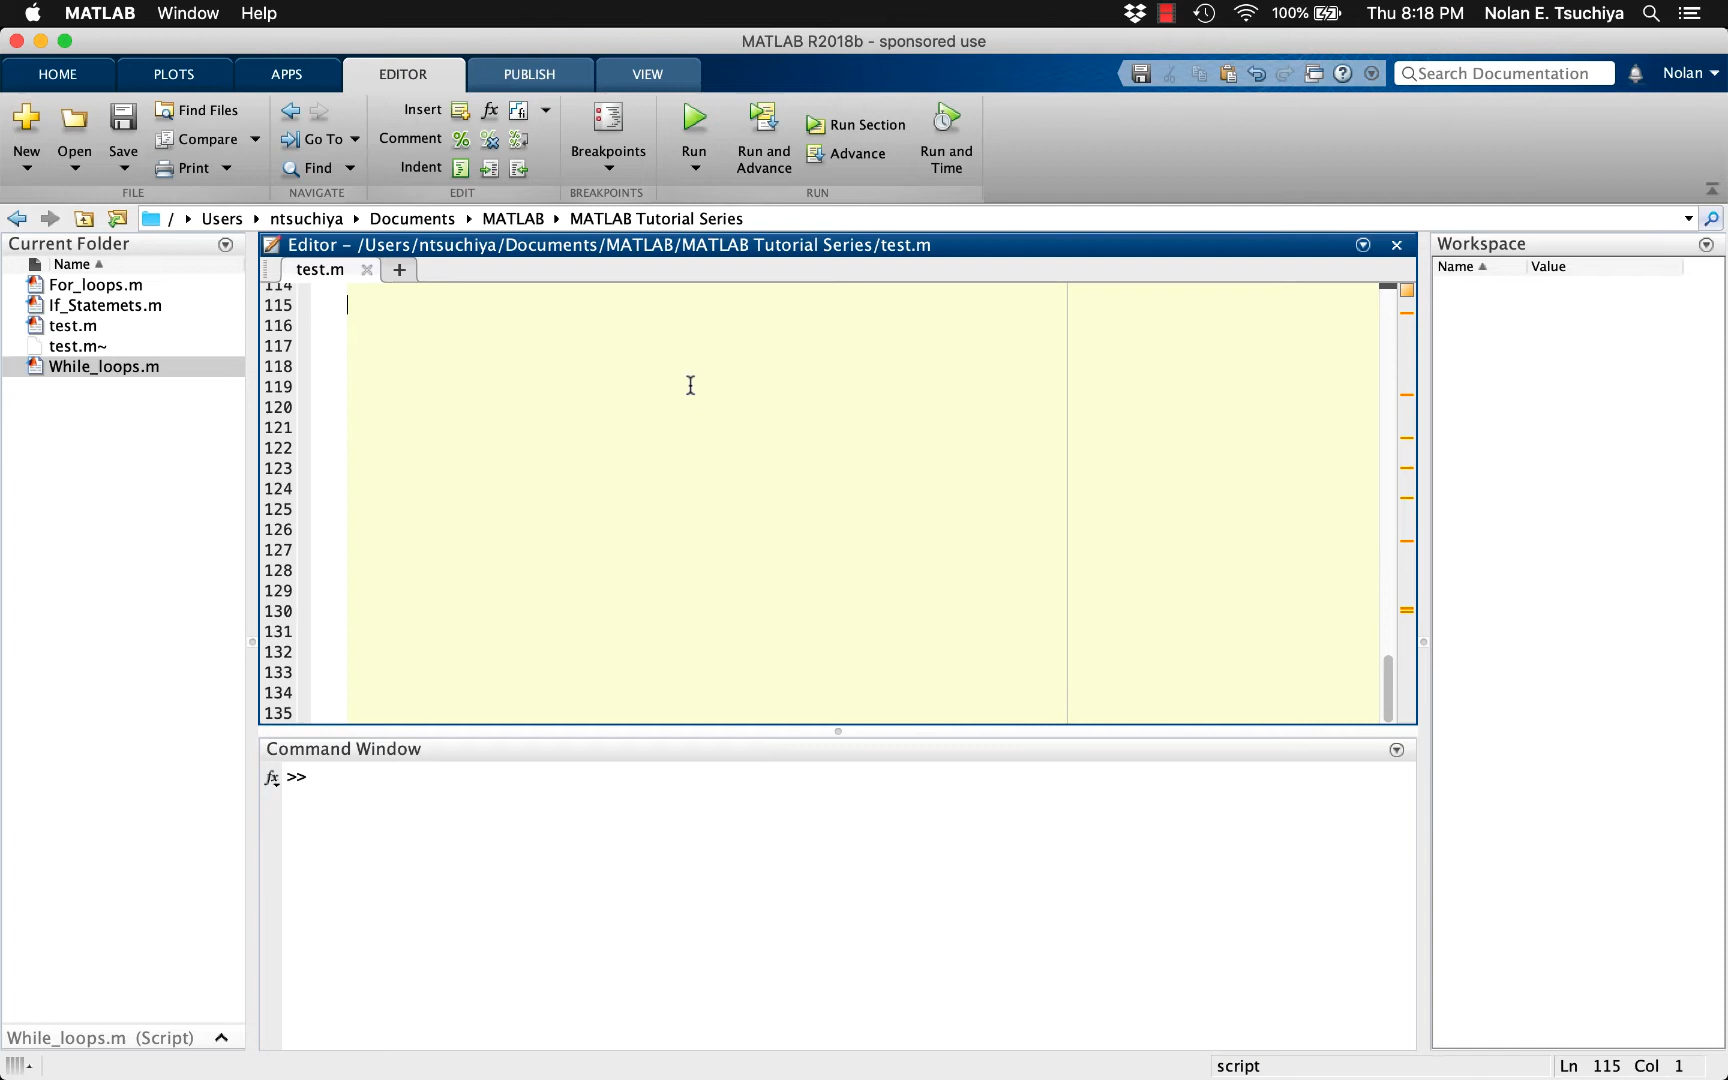 MATLAB Window Help 100% Thu 8:18 PM Nolan E. Tsuchiya
MATLAB R2018b - sponsored use
HOME PLOTS APPS EDITOR PUBLISH VIEW Search Documentation Nolan
New Open Save Find Files Compare Print
FILE
Go To Find
NAVIGATE
Insert fx
Comment % %
Indent
EDIT
Breakpoints
BREAKPOINTS
Run Run and Advance Run Section Advance Run and Time
RUN
/ Users ntsuchiya Documents MATLAB MATLAB Tutorial Series
Current Folder
Name
For_loops.m
If_Statemets.m
test.m
test.m~
While_loops.m
While_loops.m (Script)
Editor - /Users/ntsuchiya/Documents/MATLAB/MATLAB Tutorial Series/test.m
test.m +
114
115
116
117
118
119
120
121
122
123
124
125
126
127
128
129
130
131
132
133
134
135
Command Window
fx >>
Workspace
Name Value
script Ln 115 Col 1